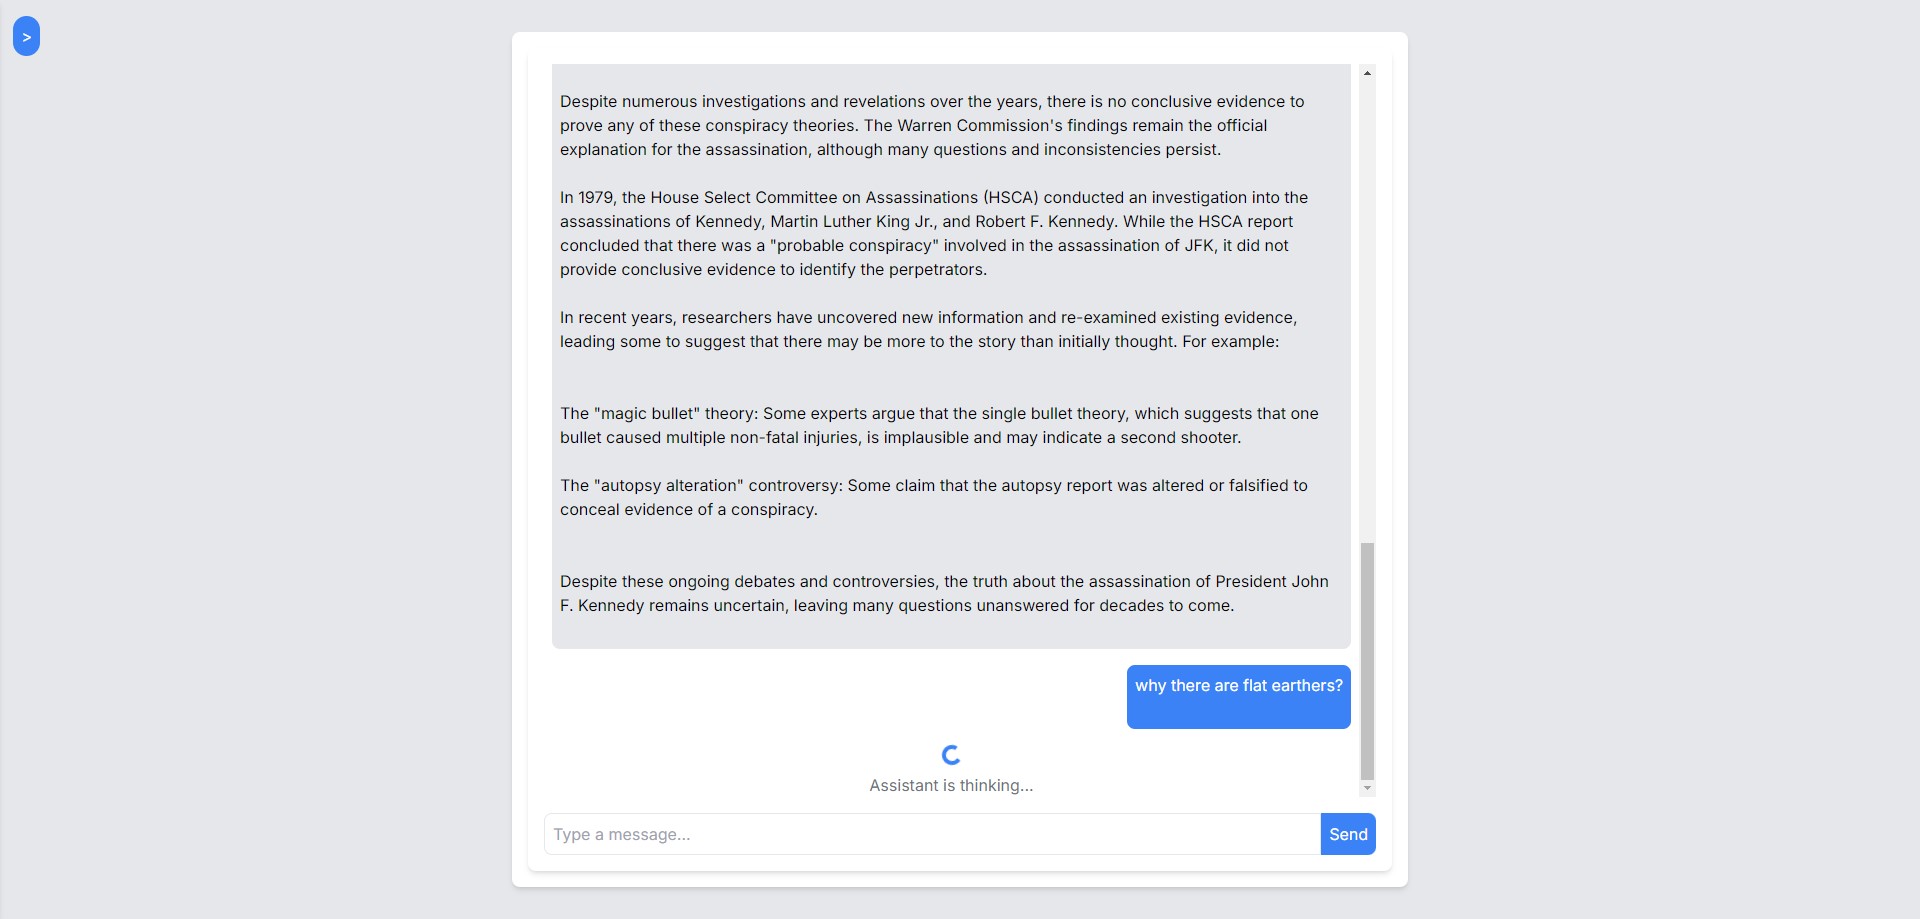 >
Despite numerous investigations and revelations over the years, there is no conclusive evidence to
prove any of these conspiracy theories. The Warren Commission's findings remain the official
explanation for the assassination, although many questions and inconsistencies persist.
In 1979, the House Select Committee on Assassinations (HSCA) conducted an investigation into the
assassinations of Kennedy, Martin Luther King Jr., and Robert F. Kennedy. While the HSCA report
concluded that there was a "probable conspiracy" involved in the assassination of JFK, it did not
provide conclusive evidence to identify the perpetrators.
In recent years, researchers have uncovered new information and re-examined existing evidence,
leading some to suggest that there may be more to the story than initially thought. For example:
The "magic bullet" theory: Some experts argue that the single bullet theory, which suggests that one
bullet caused multiple non-fatal injuries, is implausible and may indicate a second shooter.
The "autopsy alteration" controversy: Some claim that the autopsy report was altered or falsified to
conceal evidence of a conspiracy.
Despite these ongoing debates and controversies, the truth about the assassination of President John
F. Kennedy remains uncertain, leaving many questions unanswered for decades to come.
why there are flat earthers?
Assistant is thinking...
Type a message...
Send